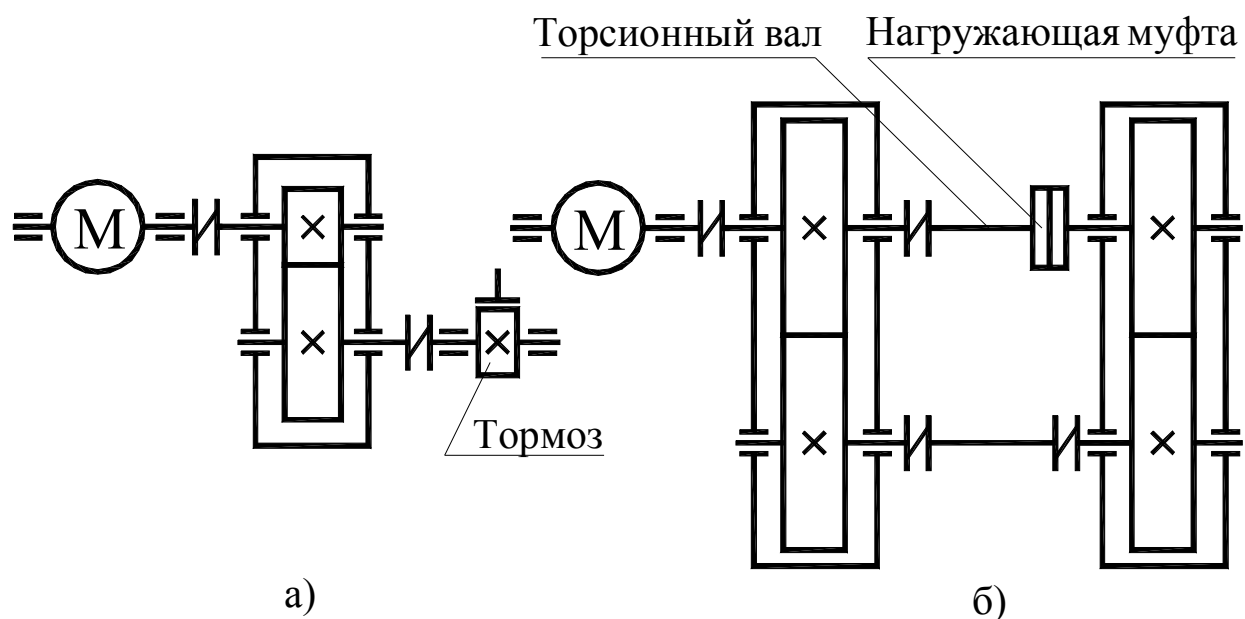 Торсионный вал
Нагружающая муфта
М
М
Тормоз
а)
б)